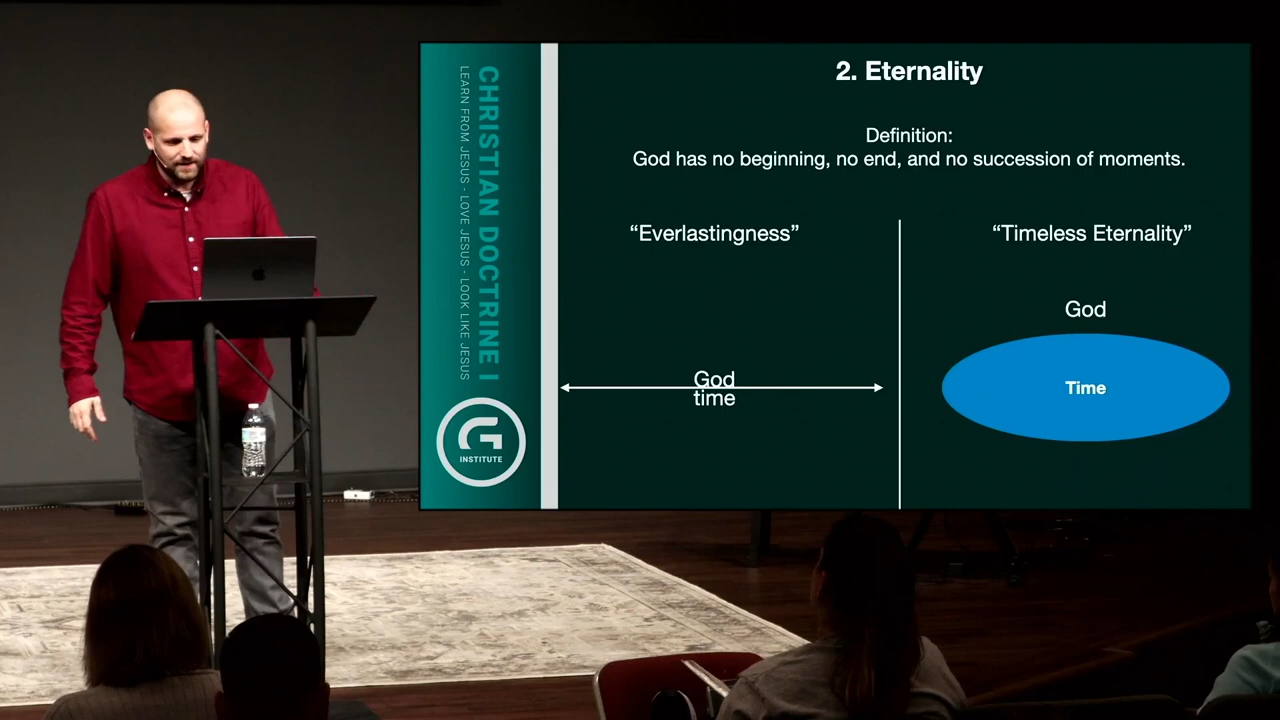 2. Eternality
Definition:
God has no beginning, no end, and no succession of moments.
“Everlastingness”
“Timeless Eternality”
God
time
God
Time
CHRISTIAN DOCTRINE I
LEARN FROM JESUS - LOVE JESUS - LOOK LIKE JESUS
G
INSTITUTE